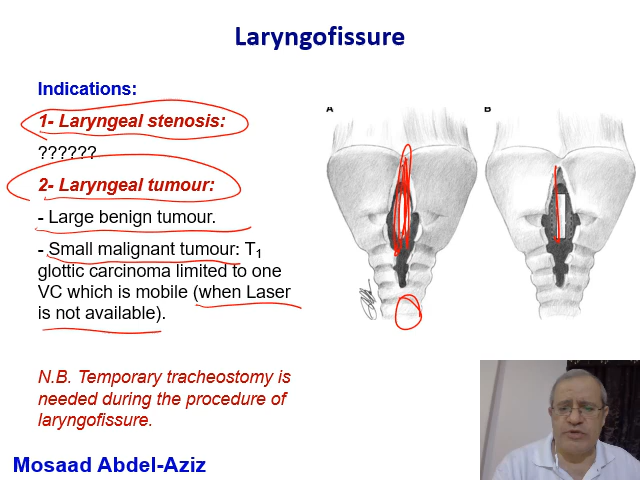 Laryngofissure
Indications:
1- Laryngeal stenosis:
??????
2- Laryngeal tumour:
- Large benign tumour.
- Small malignant tumour: T1
glottic carcinoma limited to one
VC which is mobile (when Laser
is not available).
N.B. Temporary tracheostomy is
needed during the procedure of
laryngofissure.
Mosaad Abdel-Aziz
A
B